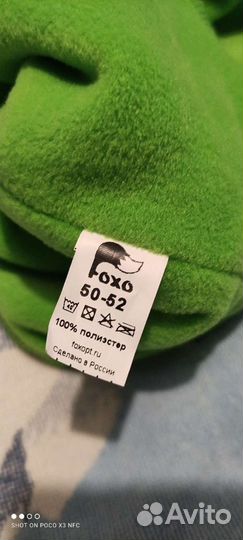 Foxo
50-52
100% полиэстер
foxopt.ru
Сделано в России
SHOT ON POCO X3 NFC
Avito